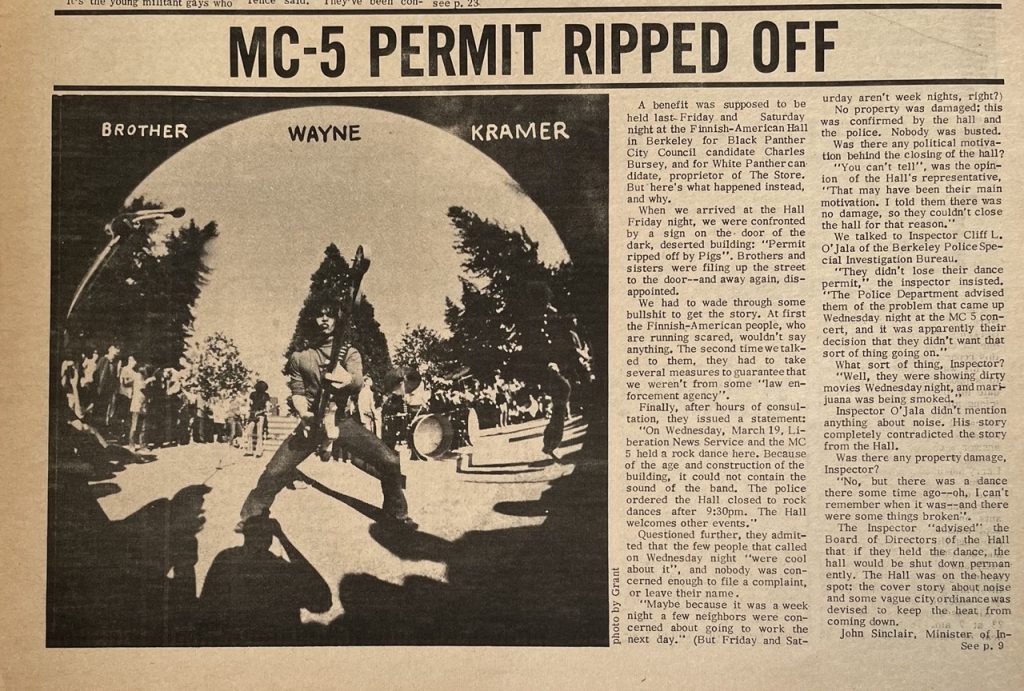 It's the young militant gays who
fence said. They've been con-
see p. 23
MC-5 PERMIT RIPPED OFF
BROTHER WAYNE KRAMER
photo by Grant
A benefit was supposed to be
held last Friday and Saturday
night at the Finnish-American Hall
in Berkeley for Black Panther
City Council candidate Charles
Bursey, and for White Panther can
didate, proprietor of The Store.
But here's what happened instead,
and why.
When we arrived at the Hall
Friday night, we were confronted
by a sign on the door of the
dark, deserted building: "Permit
ripped off by Pigs". Brothers and
sisters were filing up the street
to the door--and away again, dis-
appointed.
We had to wade through some
bullshit to get the story. At first
the Finnish-American people, who
are running scared, wouldn't say
anything. The second time we talk-
ed to them, they had to take
several measures to guarantee that
we weren't from some "law en-
forcement agency".
Finally, after hours of consul-
tation, they issued a statement:
"On Wednesday, March 19, Li-
beration News Service and the MC
5 held a rock dance here. Because
of the age and construction of the
building, it could not contain the
sound of the band. The police
ordered the Hall closed to rock
dances after 9:30pm. The Hall
welcomes other events."
Questioned further, they admit-
ted that the few people that called
on Wednesday night "were cool
about it", and nobody was con-
cerned enough to file a complaint,
or leave their name.
"Maybe because it was a week
night a few neighbors were con-
cerned about going to work the
next day." (But Friday and Sat-
urday aren't week nights, right?)
No property was damaged; this
was confirmed by the hall and
the police. Nobody was busted.
Was there any political motiva-
tion behind the closing of the hall?
"You can't tell", was the opin-
ion of the Hall's representative,
"That may have been their main
motivation. I told them there was
no damage, so they couldn't close
the hall for that reason."
We talked to Inspector Cliff L.
O'Jala of the Berkeley Police Spe-
cial Investigation Bureau.
"They didn't lose their dance
permit," the inspector insisted.
"The Police Department advised
them of the problem that came up
Wednesday night at the MC 5 con-
cert, and it was apparently their
decision that they didn't want that
sort of thing going on."
What sort of thing, Inspector?
"Well, they were showing dirty
movies Wednesday night, and mari-
juana was being smoked."
Inspector O'Jala didn't mention
anything about noise. His story
completely contradicted the story
from the Hall.
Was there any property damage,
Inspector?
"No, but there was a dance
there some time ago--oh, I can't
remember when it was--and there
were some things broken".
The Inspector "advised" the
Board of Directors of the Hall
that if they held the dance, the
hall would be shut down perman
ently. The Hall was on the heavy
spot: the cover story about noise
and some vague city ordinance was
devised to keep the heat from
coming down.
John Sinclair, Minister of In-
See p. 9